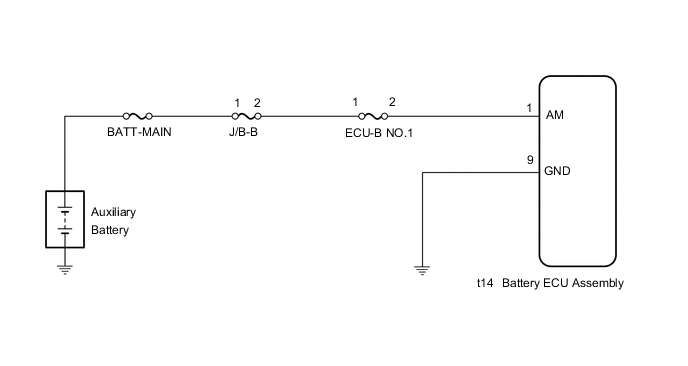 1 2
1 2
1
AM
BATT-MAIN
J/B-B
ECU-B NO.1
9
GND
Auxiliary
Battery
t14 Battery ECU Assembly